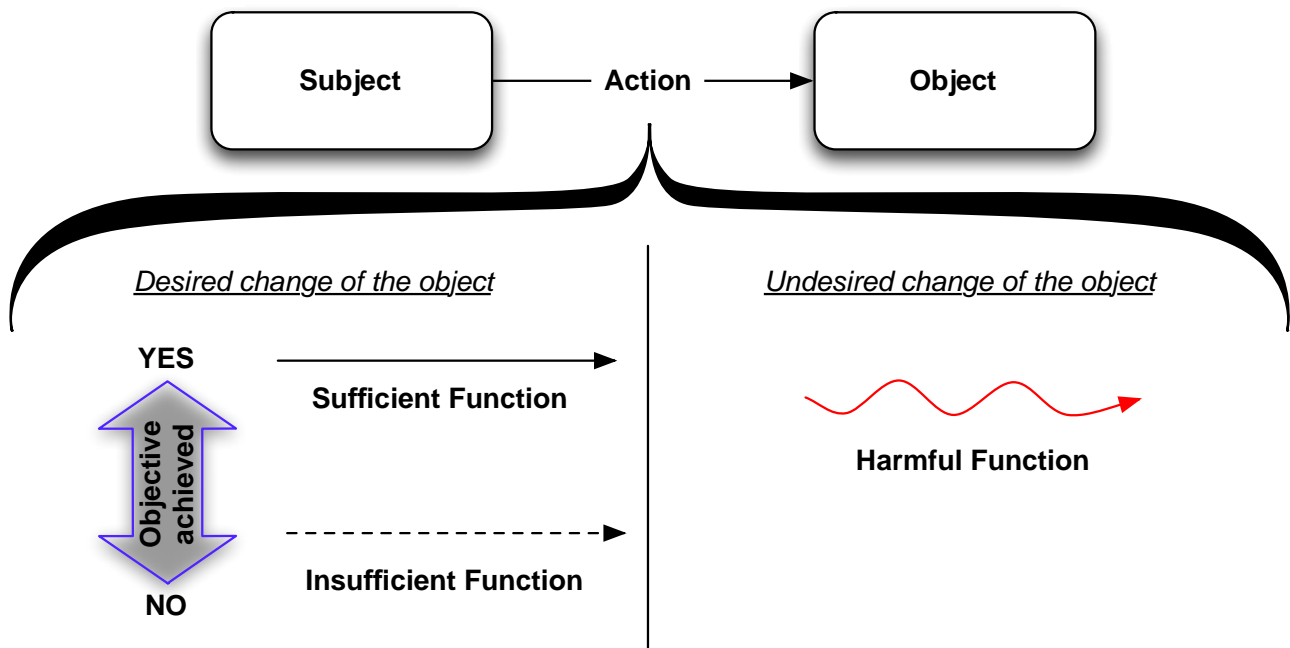 Subject
Action
Object
Desired change of the object
Undesired change of the object
YES
Sufficient Function
Objective
achieved
Harmful Function
Insufficient Function
NO